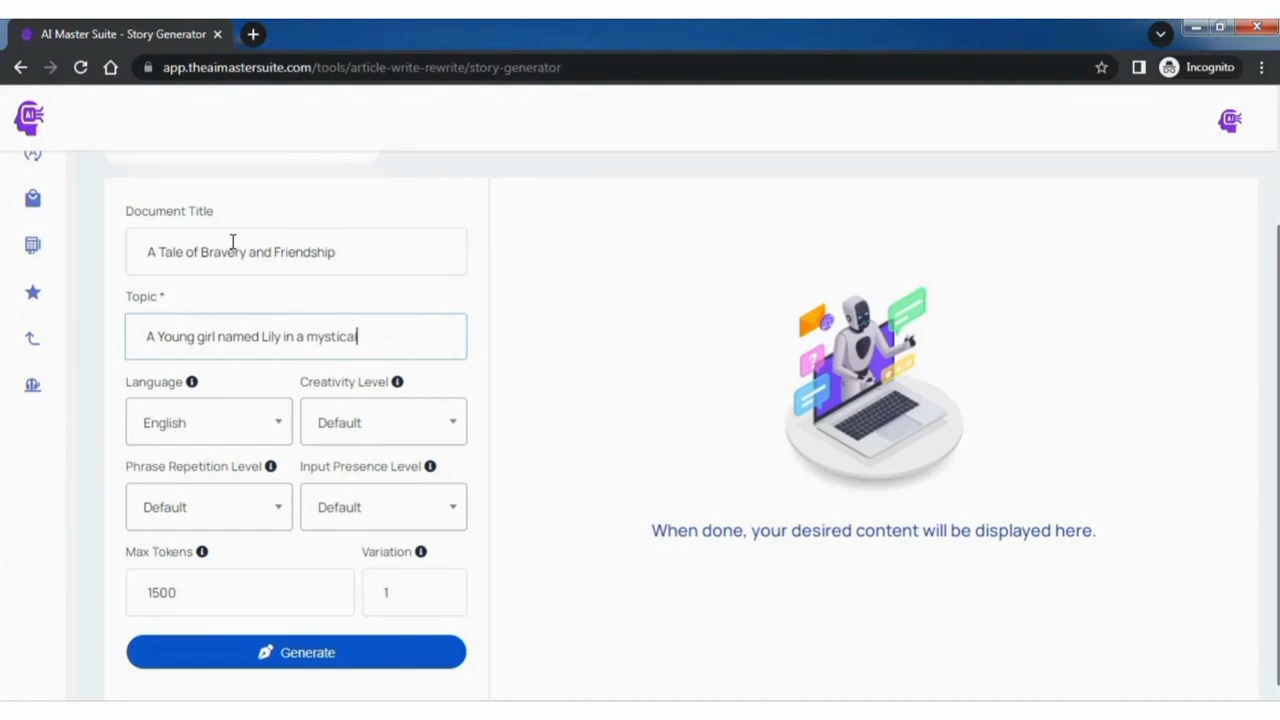 AI Master Suite - Story Generator
app.theaimastersuite.com/tools/article-write-rewrite/story-generator
Incognito
AI
AI
Document Title
A Tale of Bravery and Friendship
Topic *
A Young girl named Lily in a mystical
Language
Creativity Level
English
Default
Phrase Repetition Level
Input Presence Level
Default
Default
Max Tokens
Variation
1500
1
Generate
When done, your desired content will be displayed here.